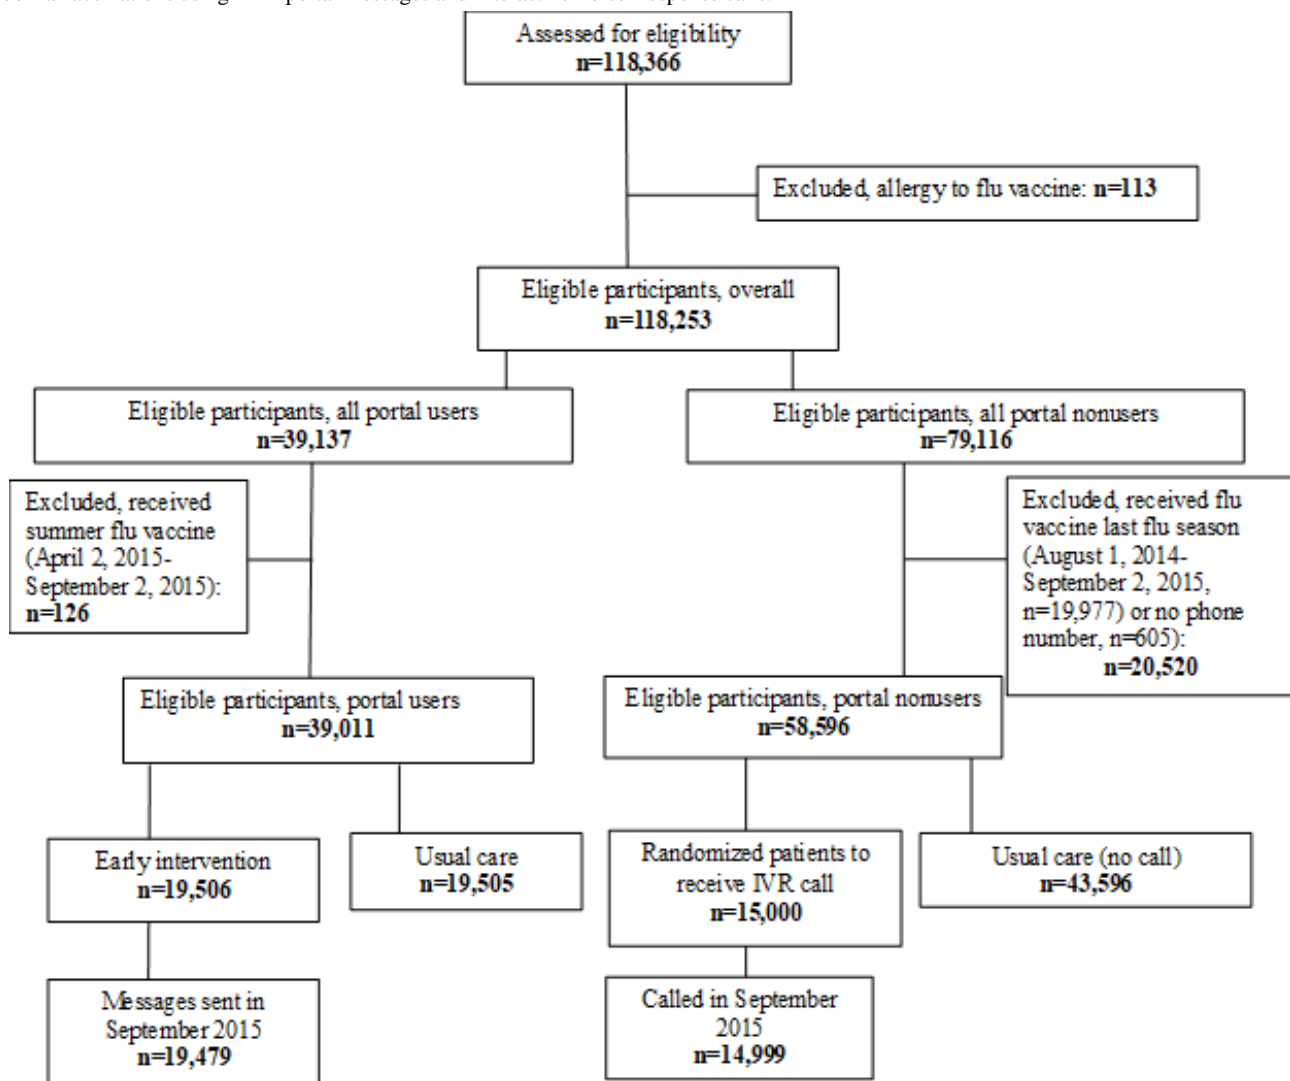 Assessed for eligibility
n=118,366
Excluded, allergy to flu vaccine: n=113
Eligible participants, overall
n=118,253
Eligible participants, all portal users
n=39,137
Eligible participants, all portal nonusers
n=79,116
Excluded, received
summer flu vaccine
(April 2, 2015-
September 2, 2015):
n=126
Excluded, received flu
vaccine last flu season
(August 1, 2014-
September 2, 2015,
n=19,977) or no phone
number, n=605):
n=20,520
Eligible participants, portal users
n=39,011
Eligible participants, portal nonusers
n=58,596
Early intervention
n=19,506
Usual care
n=19,505
Randomized patients to
receive IVR call
n=15,000
Usual care (no call)
n=43,596
Messages sent in
September 2015
n=19,479
Called in September
2015
n=14,999